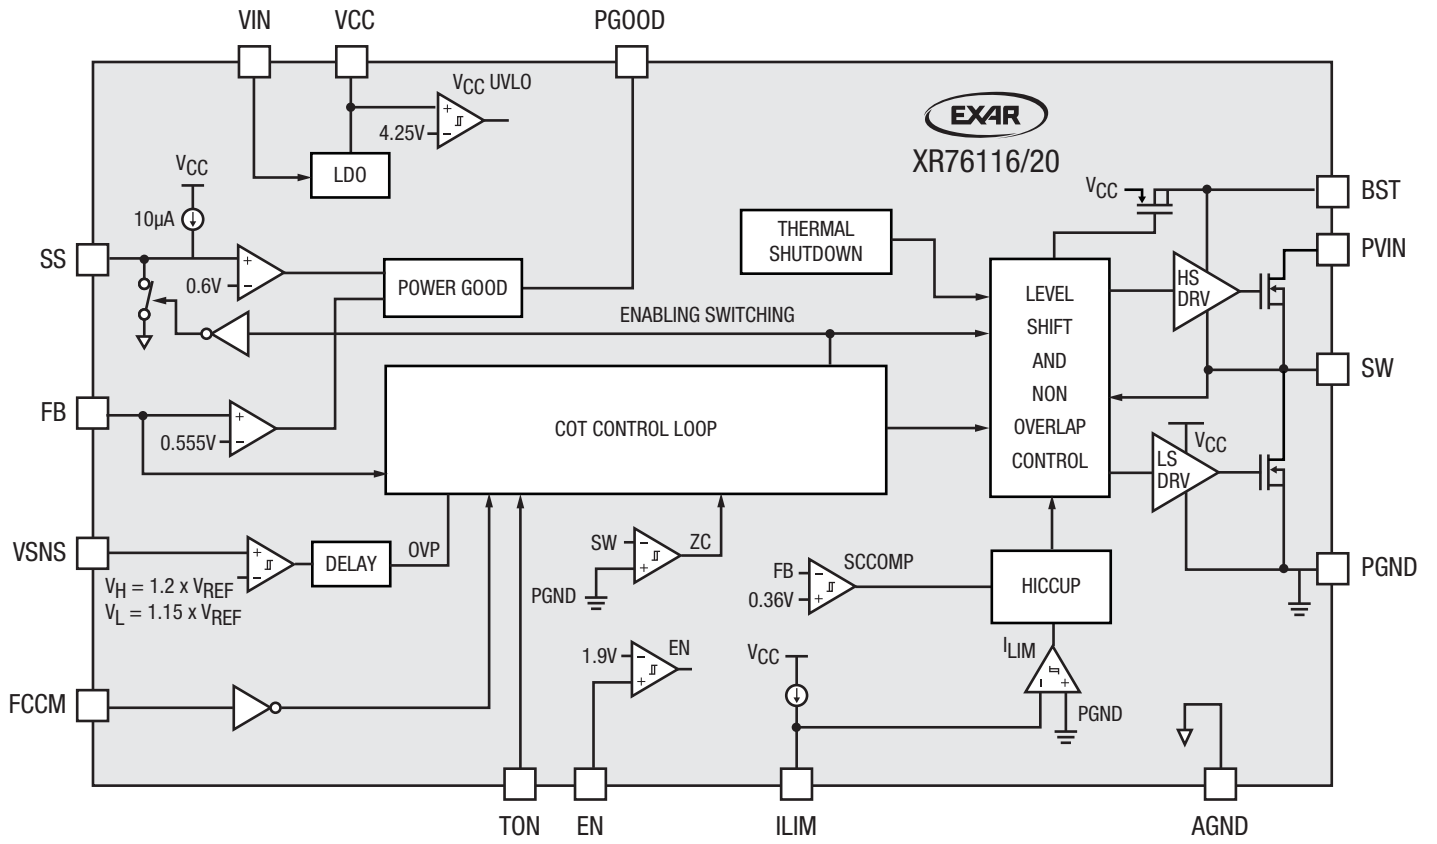 VIN
VCC
PGOOD
VCC UVLO
+
4.25V −
LDO
EXAR
XR76116/20
VCC
10µA
SS
+
0.6V −
POWER GOOD
THERMAL
SHUTDOWN
ENABLING SWITCHING
VCC
BST
PVIN
HS
DRV
LEVEL
SHIFT
AND
NON
OVERLAP
CONTROL
SW
FB
+
0.555V −
COT CONTROL LOOP
VCC
LS
DRV
VSNS
+
−
VH = 1.2 x VREF
VL = 1.15 x VREF
DELAY
OVP
SW −
+
ZC
PGND
FB −
0.36V +
SCCOMP
HICCUP
PGND
1.9V −
+
EN
VCC
ILIM
− +
PGND
FCCM
TON
EN
ILIM
AGND